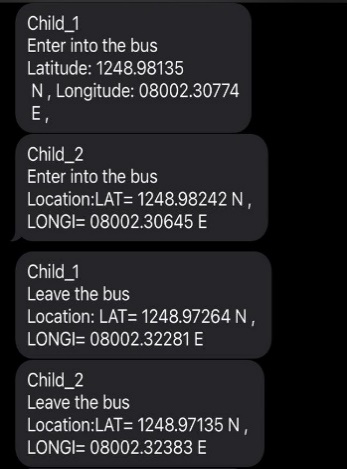 Child_1
Enter into the bus
Latitude: 1248.98135
N , Longitude: 08002.30774
E ,
Child_2
Enter into the bus
Location:LAT= 1248.98242 N ,
LONGI= 08002.30645 E
Child_1
Leave the bus
Location: LAT= 1248.97264 N ,
LONGI= 08002.32281 E
Child_2
Leave the bus
Location:LAT= 1248.97135 N ,
LONGI= 08002.32383 E